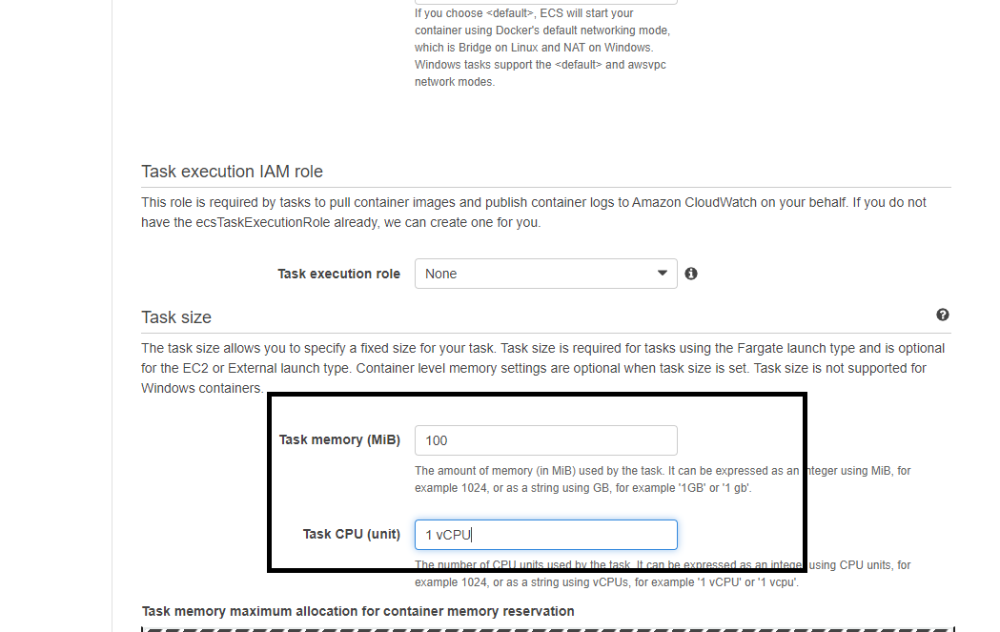 If you choose <default>, ECS will start your
container using Docker's default networking mode,
which is Bridge on Linux and NAT on Windows.
Windows tasks support the <default> and awsvpc
network modes.
Task execution IAM role
This role is required by tasks to pull container images and publish container logs to Amazon CloudWatch on your behalf. If you do not
have the ecsTaskExecutionRole already, we can create one for you.
Task execution role None
Task size
The task size allows you to specify a fixed size for your task. Task size is required for tasks using the Fargate launch type and is optional
for the EC2 or External launch type. Container level memory settings are optional when task size is set. Task size is not supported for
Windows containers.
Task memory (MiB) 100
The amount of memory (in MiB) used by the task. It can be expressed as an integer using MiB, for
example 1024, or as a string using GB, for example '1GB' or '1 gb'.
Task CPU (unit) 1 vCPU
The number of CPU units used by the task. It can be expressed as an integer using CPU units, for
example 1024, or as a string using vCPUs, for example '1 vCPU' or '1 vcpu'.
Task memory maximum allocation for container memory reservation